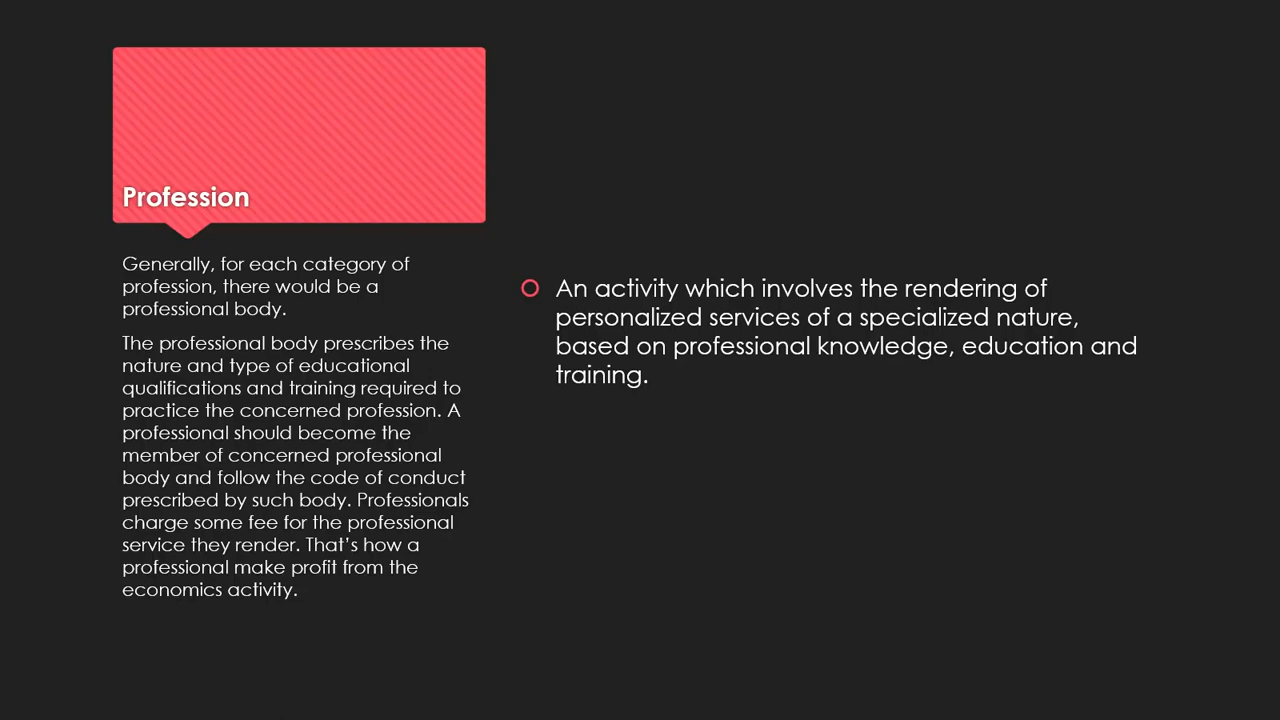 Profession
Generally, for each category of
profession, there would be a
professional body.
The professional body prescribes the
nature and type of educational
qualifications and training required to
practice the concerned profession. A
professional should become the
member of concerned professional
body and follow the code of conduct
prescribed by such body. Professionals
charge some fee for the professional
service they render. That's how a
professional make profit from the
economics activity.
An activity which involves the rendering of
personalized services of a specialized nature,
based on professional knowledge, education and
training.